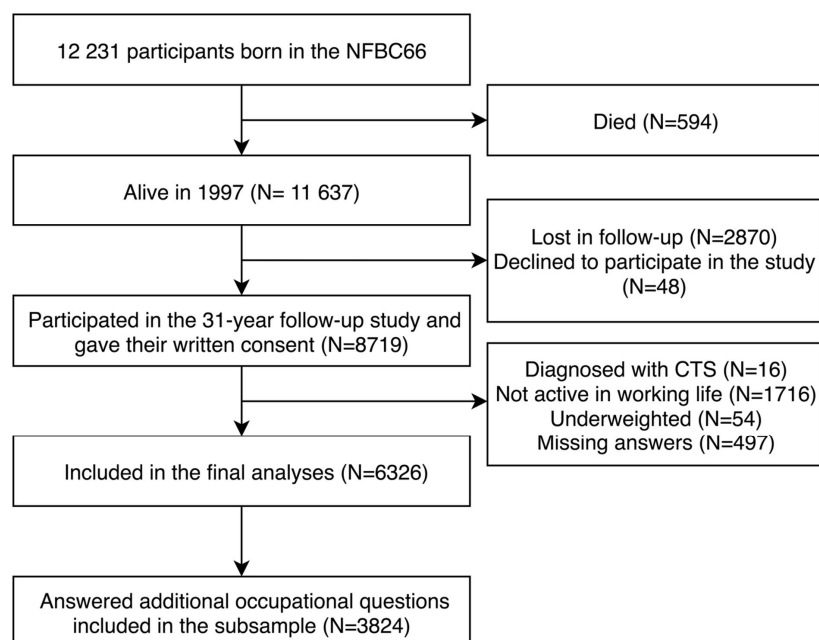 12 231 participants born in the NFBC66
Died (N=594)
Alive in 1997 (N= 11 637)
Lost in follow-up (N=2870)
Declined to participate in the study
(N=48)
Participated in the 31-year follow-up study and
gave their written consent (N=8719)
Diagnosed with CTS (N=16)
Not active in working life (N=1716)
Underweighted (N=54)
Missing answers (N=497)
Included in the final analyses (N=6326)
Answered additional occupational questions
included in the subsample (N=3824)